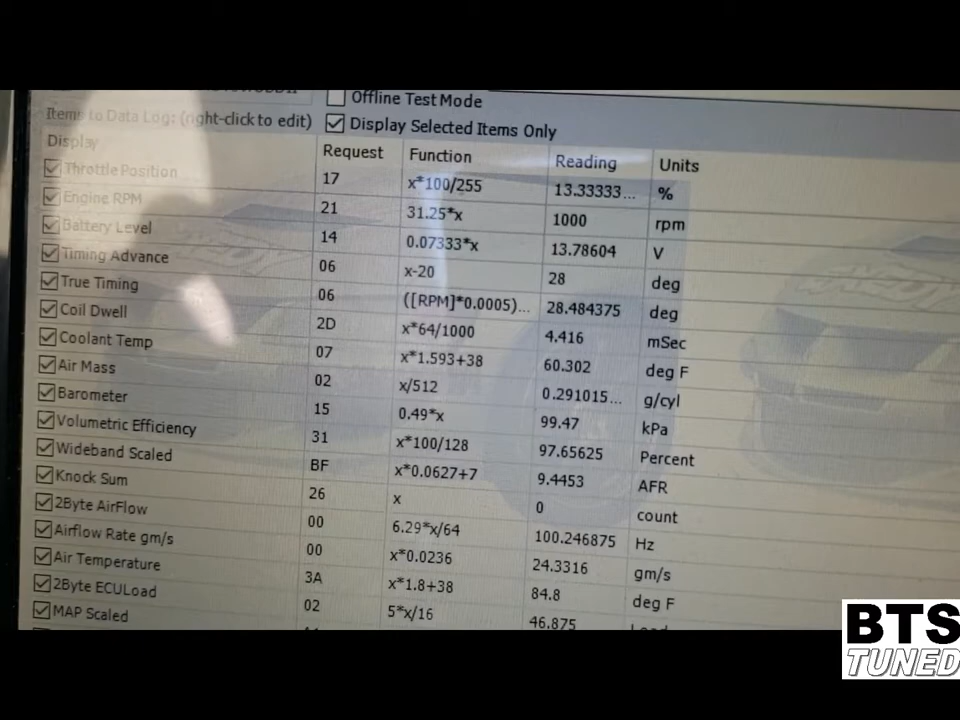 Offline Test Mode
Items to Data Log: (right-click to edit) Display Selected Items Only
Display Request Function Reading Units
Throttle Position 17 x*100/255 13.33333... %
Engine RPM 21 31.25*x 1000 rpm
Battery Level 14 0.07333*x 13.78604 V
Timing Advance 06 x-20 28 deg
True Timing 06 ([RPM]*0.0005)... 28.484375 deg
Coil Dwell 2D x*64/1000 4.416 mSec
Coolant Temp 07 x*1.593+38 60.302 deg F
Air Mass 02 x/512 0.291015... g/cyl
Barometer 15 0.49*x 99.47 kPa
Volumetric Efficiency 31 x*100/128 97.65625 Percent
Wideband Scaled BF x*0.0627+7 9.4453 AFR
Knock Sum 26 x 0 count
2Byte AirFlow 00 6.29*x/64 100.246875 Hz
Airflow Rate gm/s 00 x*0.0236 24.3316 gm/s
Air Temperature 3A x*1.8+38 84.8 deg F
2Byte ECULoad 02 5*x/16 46.875
MAP Scaled
BTS
TUNED